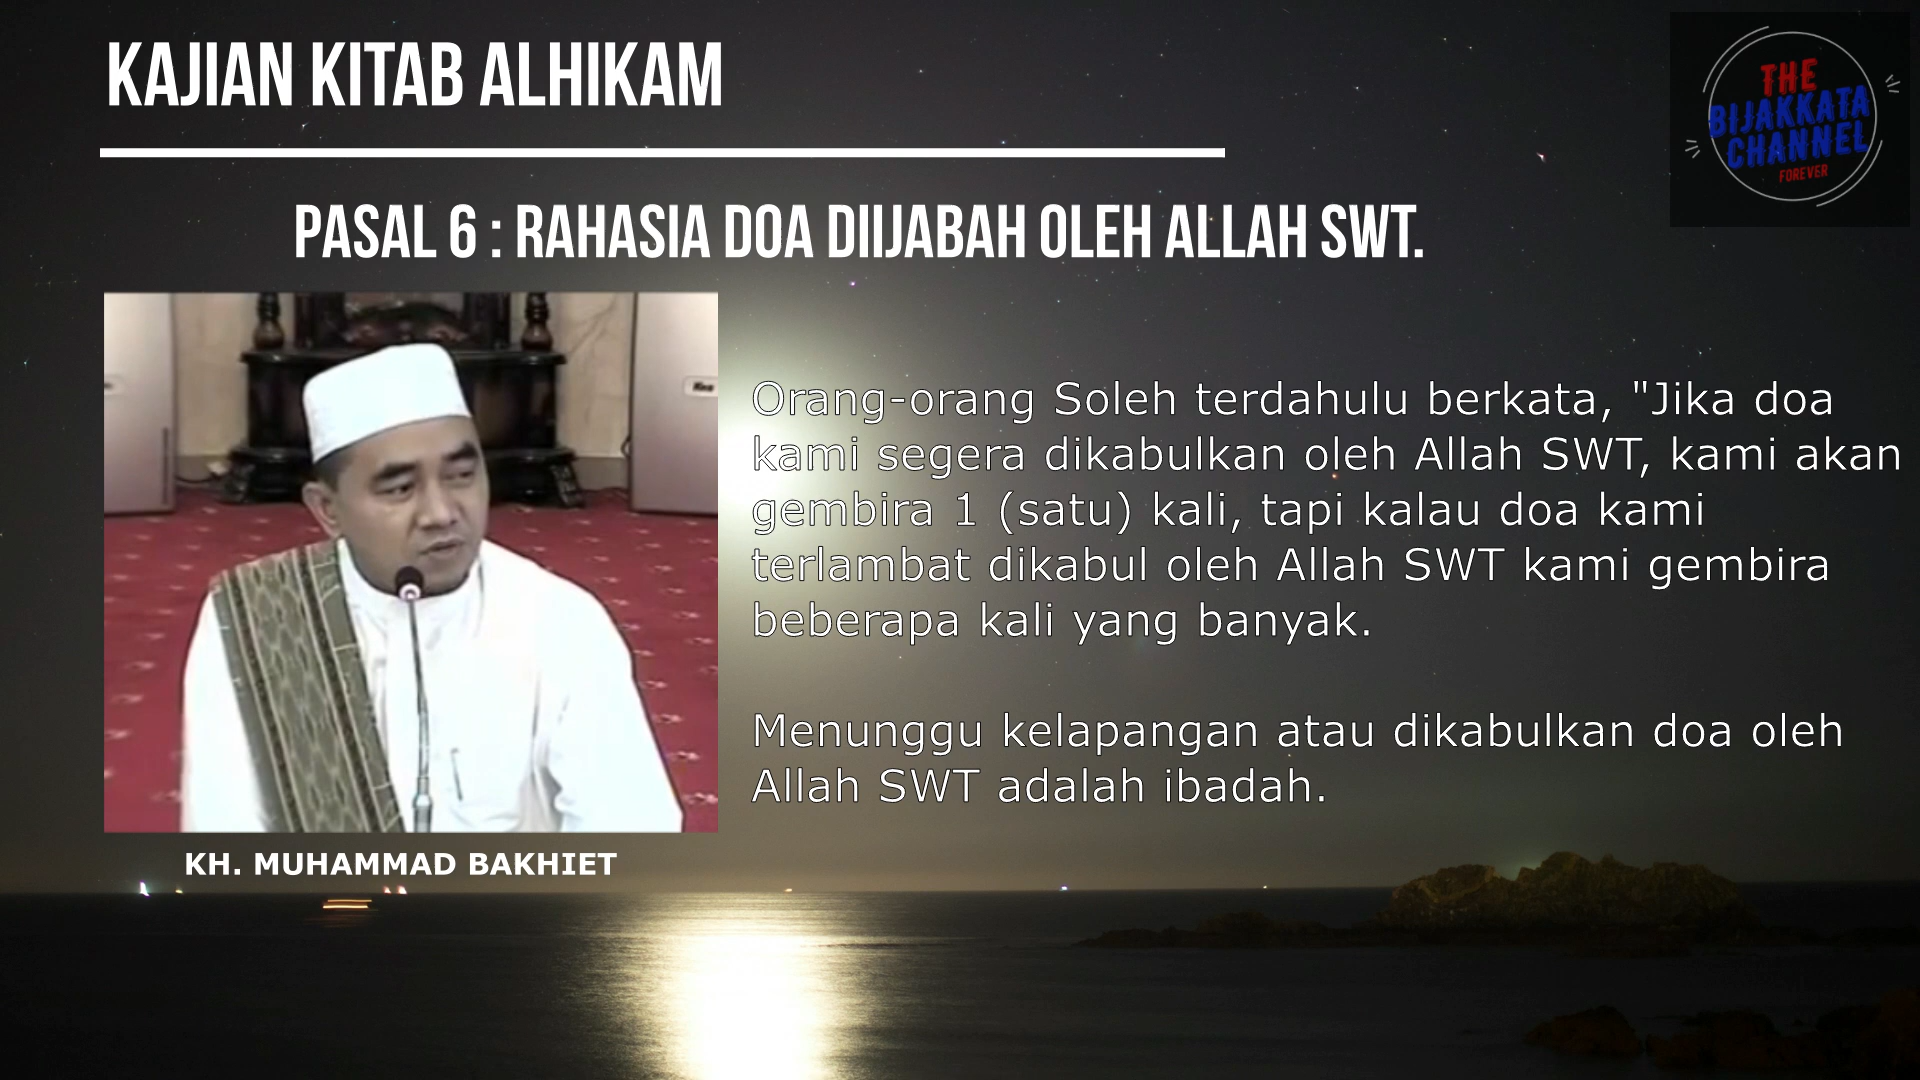 KAJIAN KITAB ALHIKAM
THE
BIJAKKATA
CHANNEL
FOREVER
PASAL 6 : RAHASIA DOA DIIJABAH OLEH ALLAH SWT.
Orang-orang Soleh terdahulu berkata, "Jika doa
kami segera dikabulkan oleh Allah SWT, kami akan
gembira 1 (satu) kali, tapi kalau doa kami
terlambat dikabul oleh Allah SWT kami gembira
beberapa kali yang banyak.
Menunggu kelapangan atau dikabulkan doa oleh
Allah SWT adalah ibadah.
KH. MUHAMMAD BAKHIET